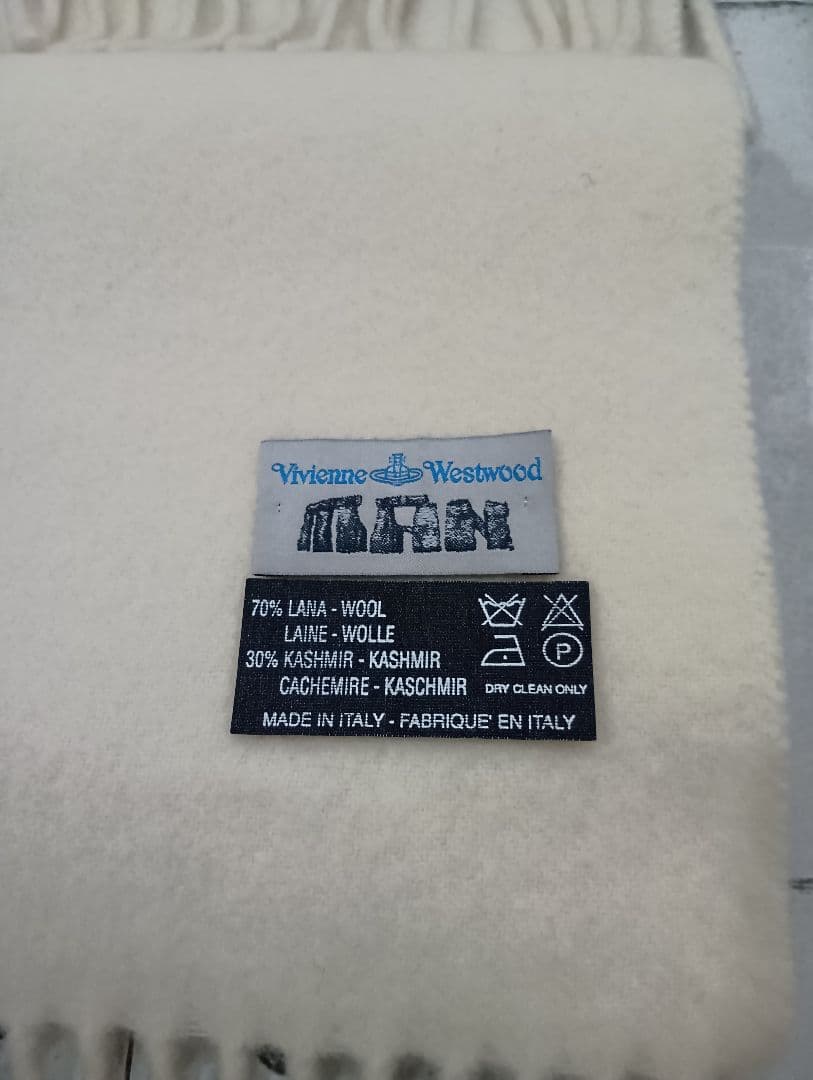 Vivienne Westwood
MAN
70% LANA - WOOL
LAINE - WOLLE
30% KASHMIR - KASHMIR
CACHEMIRE - KASCHMIR
P
DRY CLEAN ONLY
MADE IN ITALY - FABRIQUE' EN ITALY